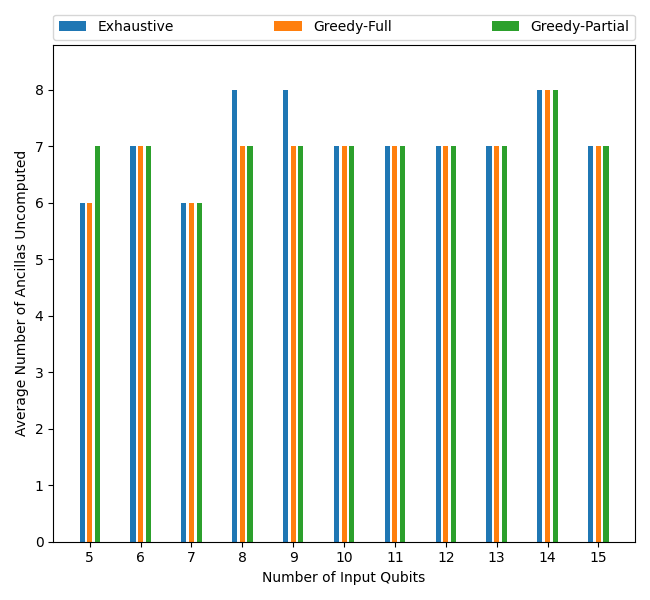 Exhaustive Greedy-Full Greedy-Partial
8
7
6
5
4
3
2
1
0
Average Number of Ancillas Uncomputed
5 6 7 8 9 10 11 12 13 14 15
Number of Input Qubits